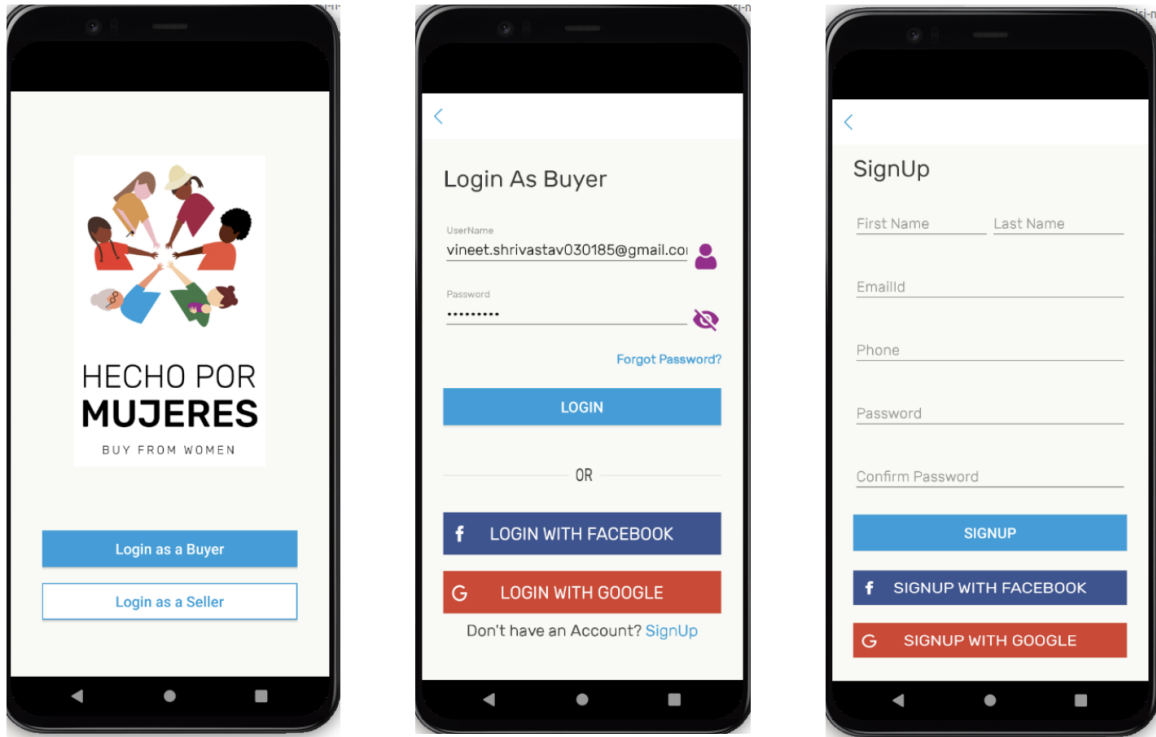 HECHO POR
MUJERES
BUY FROM WOMEN
Login as a Buyer
Login as a Seller
Login As Buyer
UserName
vineet.shrivastav030185@gmail.co
Password
•••••••••
Forgot Password?
LOGIN
OR
f LOGIN WITH FACEBOOK
G LOGIN WITH GOOGLE
Don't have an Account? SignUp
SignUp
First Name Last Name
EmailId
Phone
Password
Confirm Password
SIGNUP
f SIGNUP WITH FACEBOOK
G SIGNUP WITH GOOGLE